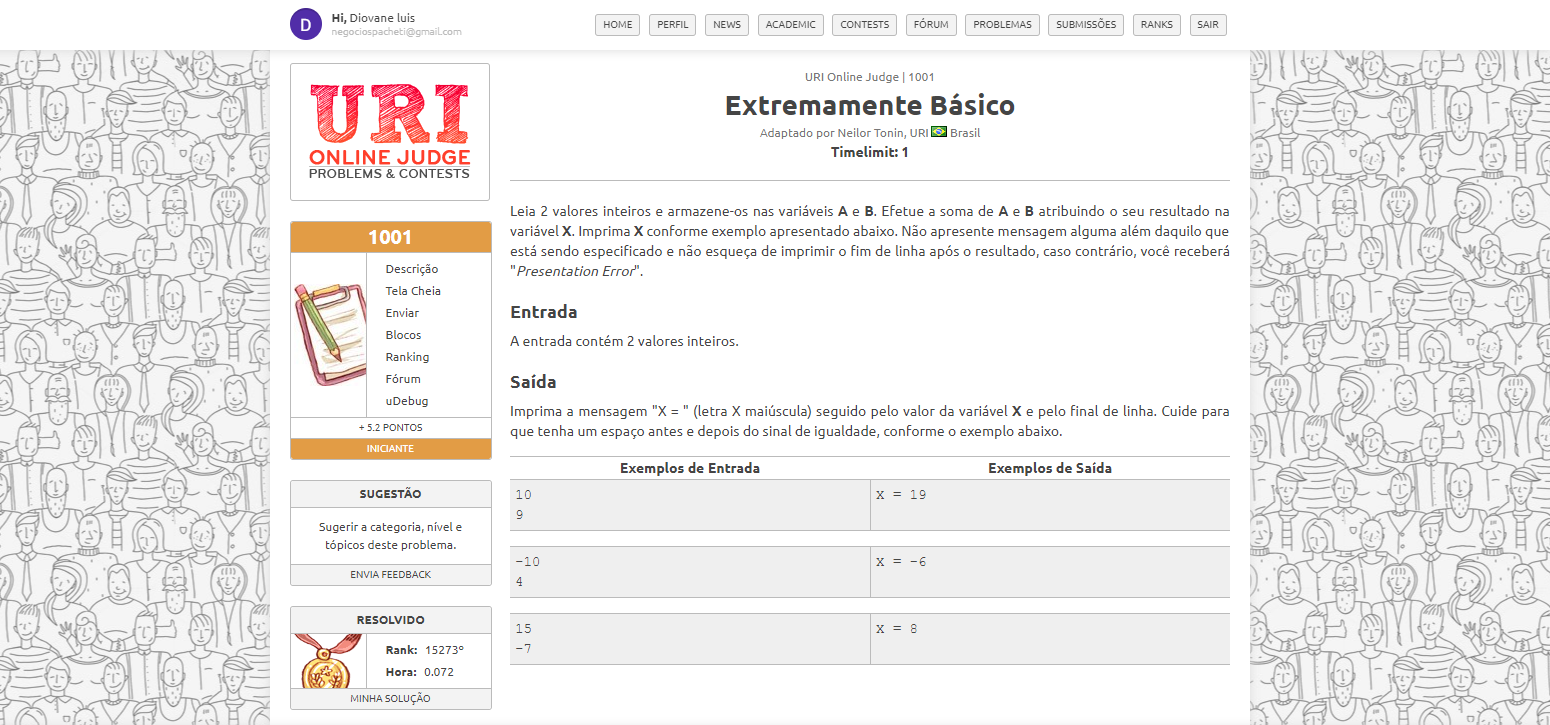 D
Hi, Diovane luis
negociospacheti@gmail.com
HOME PERFIL NEWS ACADEMIC CONTESTS FÓRUM PROBLEMAS SUBMISSÕES RANKS SAIR
URI
ONLINE JUDGE
PROBLEMS & CONTESTS
1001
Descrição
Tela Cheia
Enviar
Blocos
Ranking
Fórum
uDebug
+ 5.2 PONTOS
INICIANTE
SUGESTÃO
Sugerir a categoria, nível e
tópicos deste problema.
ENVIA FEEDBACK
RESOLVIDO
Rank: 15273º
Hora: 0.072
MINHA SOLUÇÃO
URI Online Judge | 1001
Extremamente Básico
Adaptado por Neilor Tonin, URI Brasil
Timelimit: 1
Leia 2 valores inteiros e armazene-os nas variáveis A e B. Efetue a soma de A e B atribuindo o seu resultado na
variável X. Imprima X conforme exemplo apresentado abaixo. Não apresente mensagem alguma além daquilo que
está sendo especificado e não esqueça de imprimir o fim de linha após o resultado, caso contrário, você receberá
"Presentation Error".
Entrada
A entrada contém 2 valores inteiros.
Saída
Imprima a mensagem "X = " (letra X maiúscula) seguido pelo valor da variável X e pelo final de linha. Cuide para
que tenha um espaço antes e depois do sinal de igualdade, conforme o exemplo abaixo.
Exemplos de Entrada Exemplos de Saída
10 X = 19
9
-10 X = -6
4
15 X = 8
-7